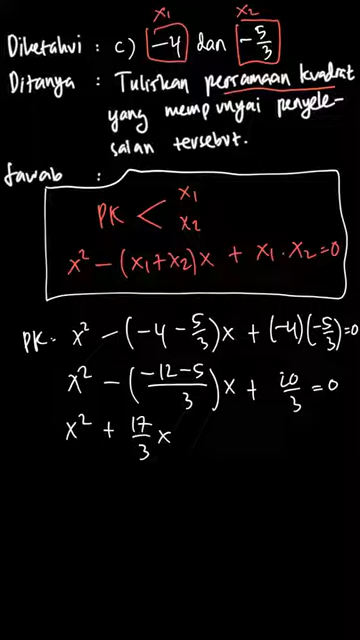 x₁ x₂
Diketahui : c) -4 dan -5/3
Ditanya : Tuliskan persamaan kuadrat
yang mempunyai penyele-
saian tersebut.
Jawab :
PK < x₁ x₂
x² - (x₁+x₂)x + x₁ . x₂ = 0
PK = x² - (-4 - 5/3)x + (-4)(-5/3) = 0
x² - (-12-5/3)x + 20/3 = 0
x² + 17/3 x